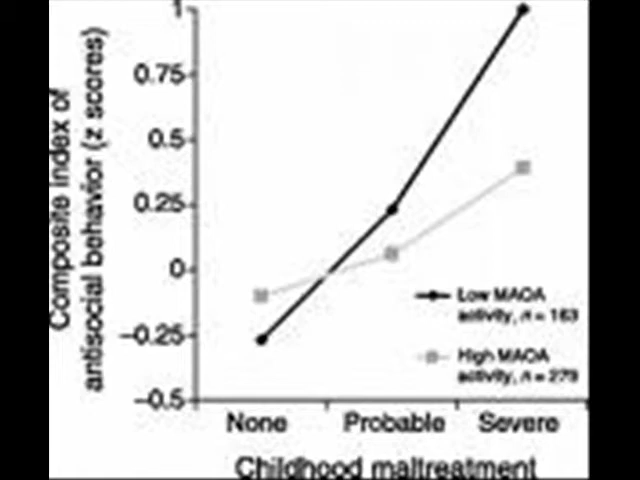 Composite index of
antisocial behavior (z scores)
1
0.75
0.5
0.25
0
−0.25
−0.5
Low MAOA
activity, n = 163
High MAOA
activity, n = 279
None Probable Severe
Childhood maltreatment